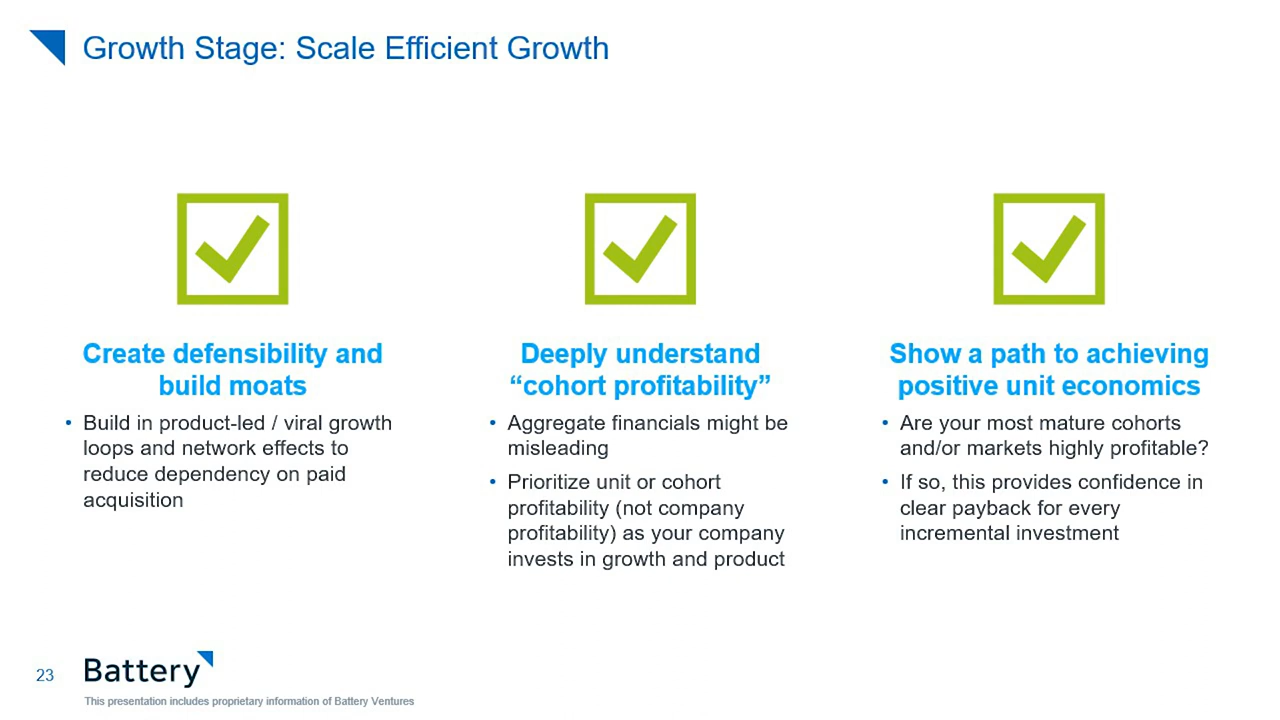 Growth Stage: Scale Efficient Growth
Create defensibility and
build moats
• Build in product-led / viral growth
loops and network effects to
reduce dependency on paid
acquisition
Deeply understand
“cohort profitability”
• Aggregate financials might be
misleading
• Prioritize unit or cohort
profitability (not company
profitability) as your company
invests in growth and product
Show a path to achieving
positive unit economics
• Are your most mature cohorts
and/or markets highly profitable?
• If so, this provides confidence in
clear payback for every
incremental investment
23
Battery
This presentation includes proprietary information of Battery Ventures